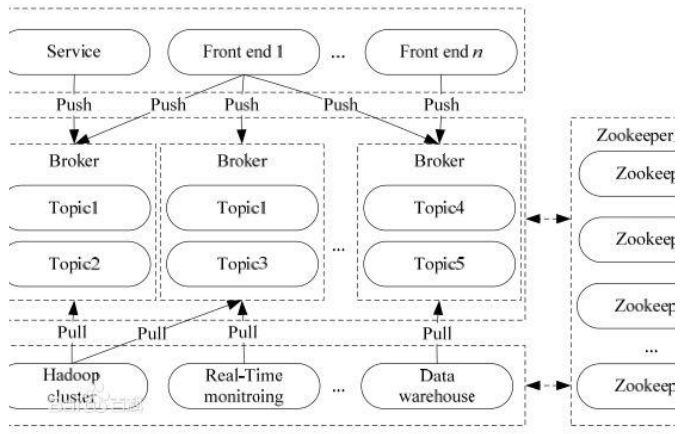 Service
Front end 1
...
Front end n
Push
Push
Push
Push
Push
Broker
Broker
Broker
Zookeeper
Topic1
Topic1
Topic4
Zookeep
Topic2
Topic3
...
Topic5
Zookeep
Zookeep
Pull
Pull
Pull
Pull
...
Hadoop
cluster
Real-Time
monitroing
...
Data
warehouse
Zookeep